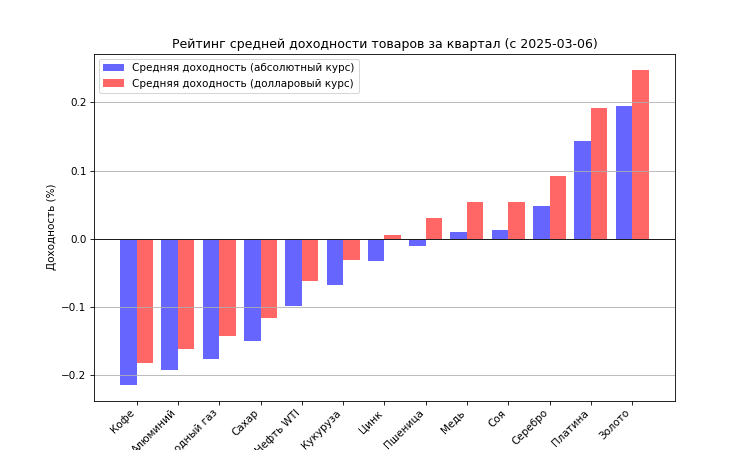 Рейтинг средней доходности товаров за квартал (с 2025-03-06)
Средняя доходность (абсолютный курс)
Средняя доходность (долларовый курс)
Доходность (%)
0.2
0.1
0.0
−0.1
−0.2
Кофе
Алюминий
газ
Сахар
Нефть WTI
Кукуруза
Цинк
Пшеница
Медь
Соя
Серебро
Платина
Золото